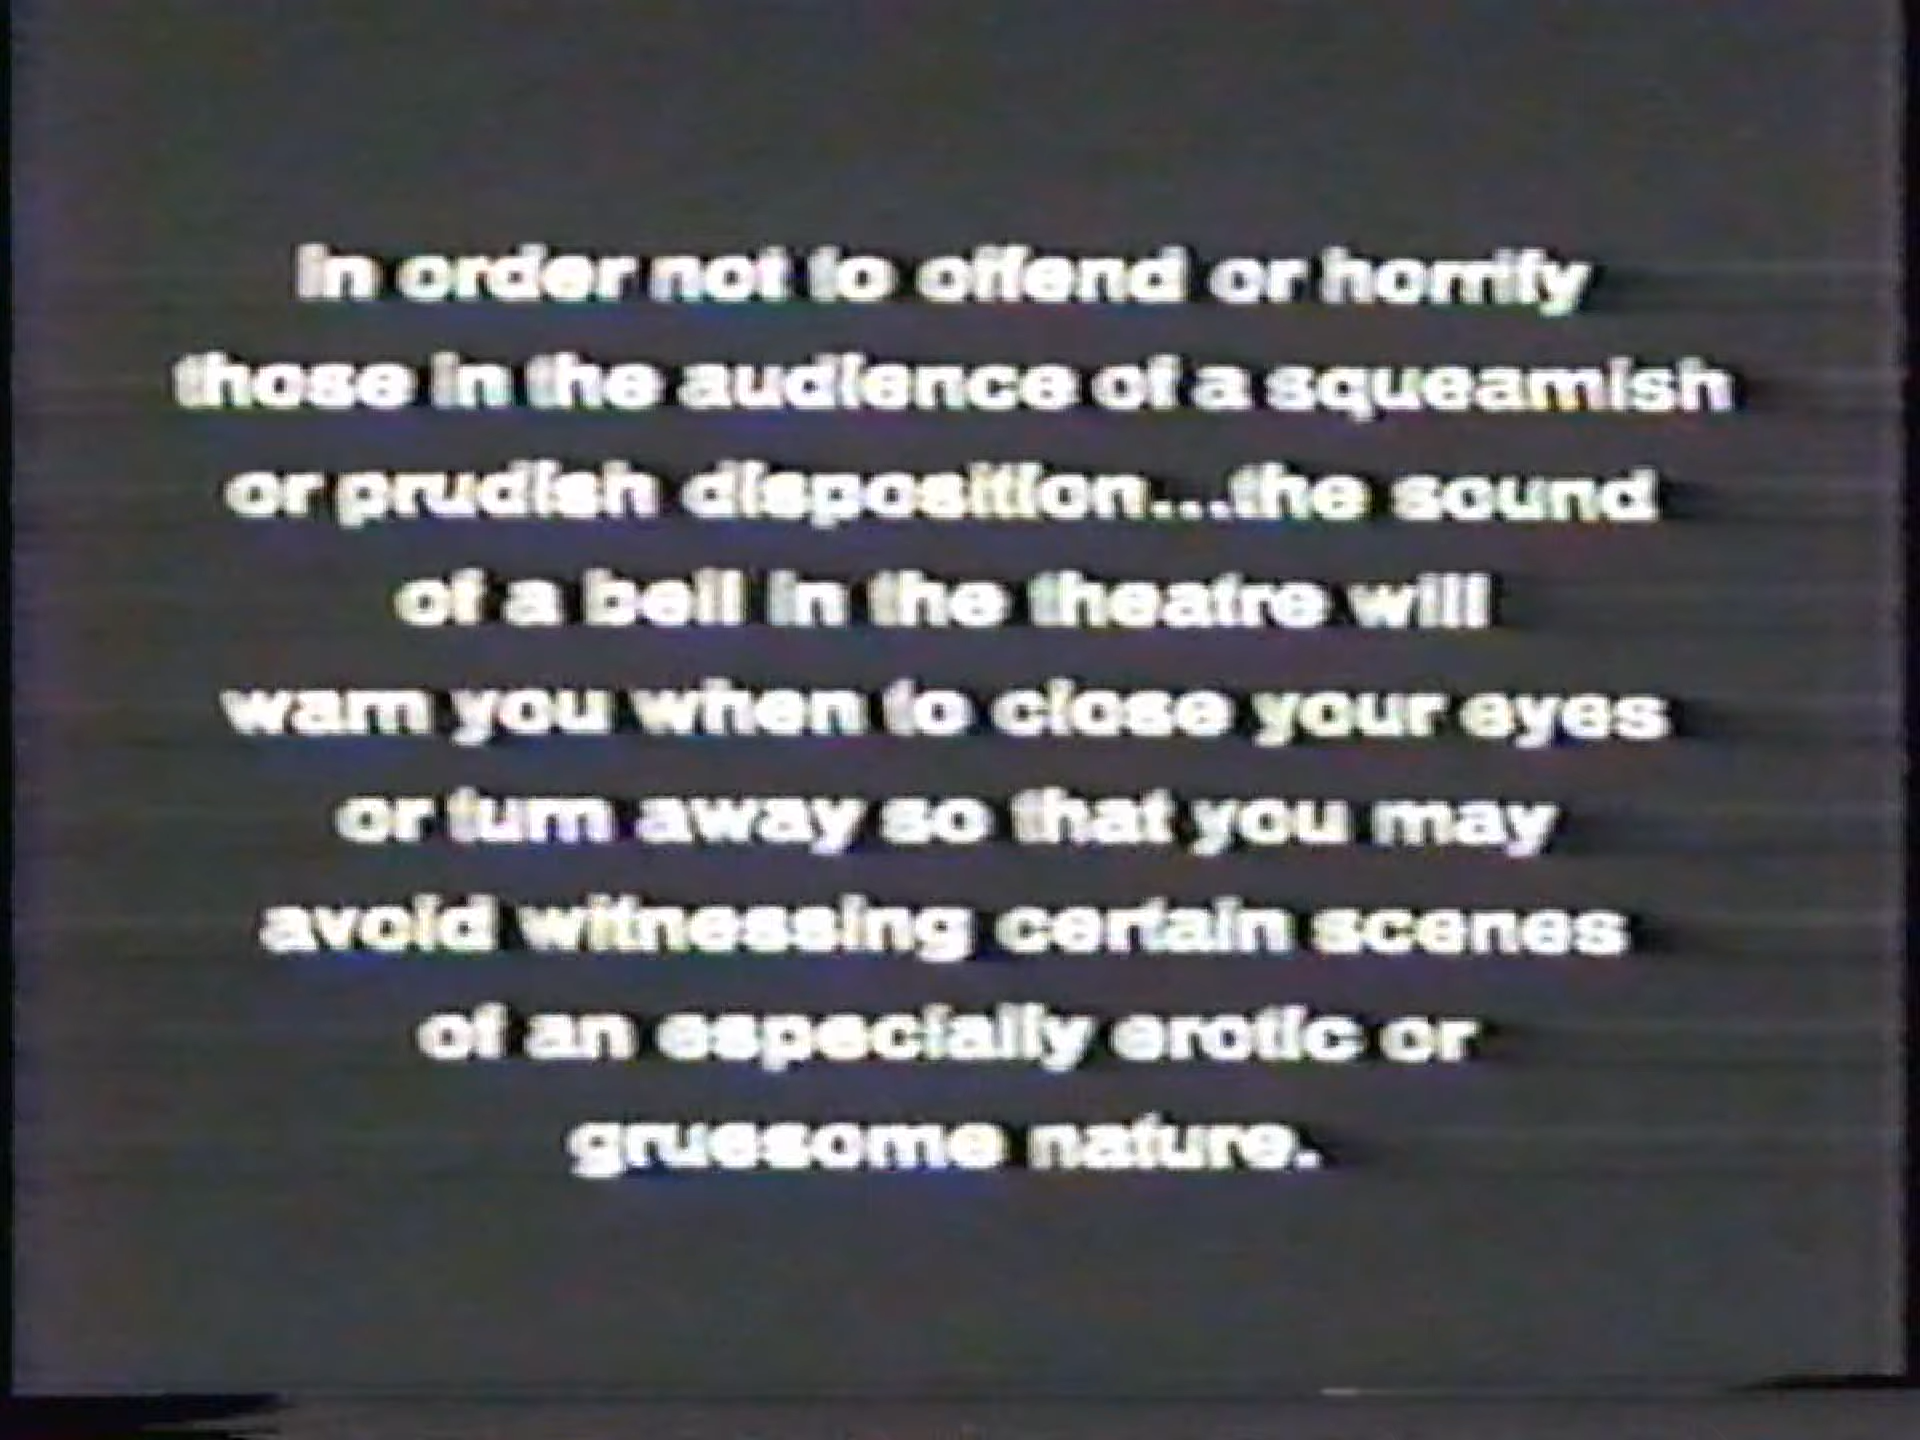 In order not to offend or horrify
those in the audience of a squeamish
or prudish disposition...the sound
of a bell in the theatre will
warn you when to close your eyes
or turn away so that you may
avoid witnessing certain scenes
of an especially erotic or
gruesome nature.